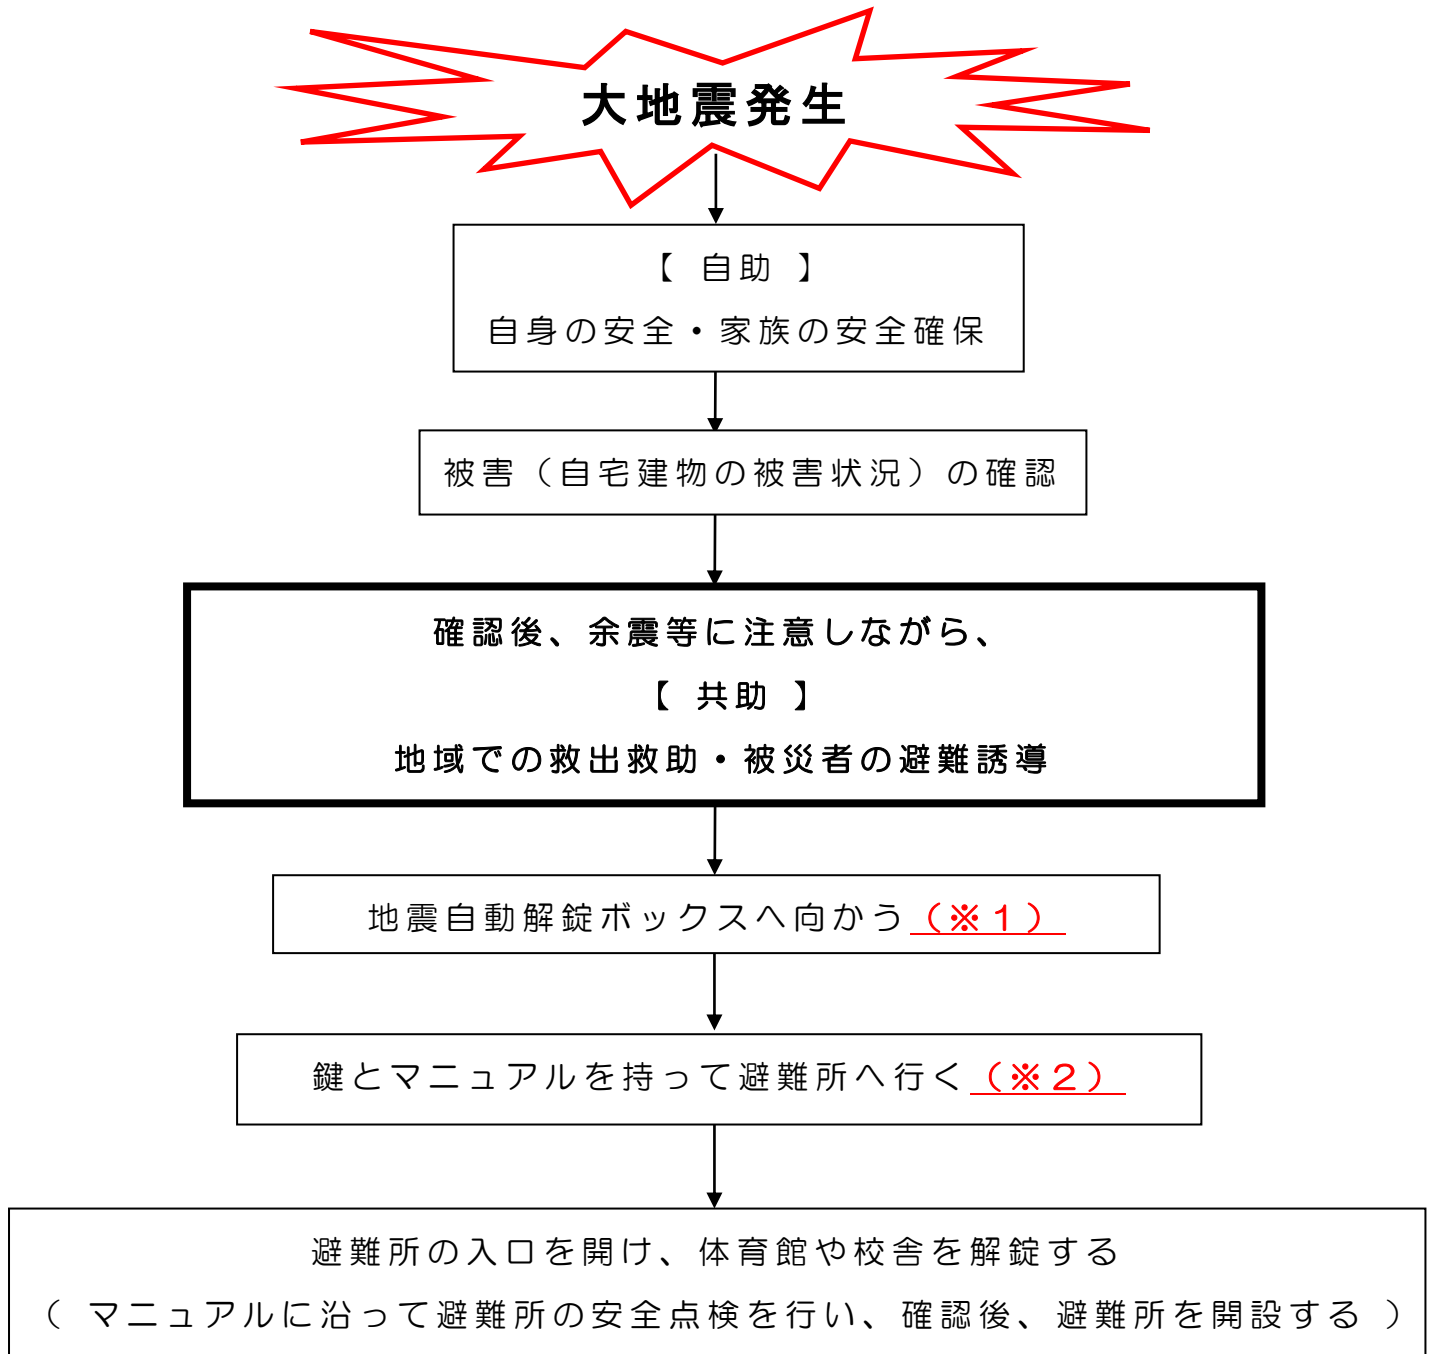 大地震発生
【 自助 】
自身の安全・家族の安全確保
被害（自宅建物の被害状況）の確認
確認後、余震等に注意しながら、
【 共助 】
地域での救出救助・被災者の避難誘導
地震自動解錠ボックスへ向かう（※１）
鍵とマニュアルを持って避難所へ行く（※２）
避難所の入口を開け、体育館や校舎を解錠する
（ マニュアルに沿って避難所の安全点検を行い、確認後、避難所を開設する ）